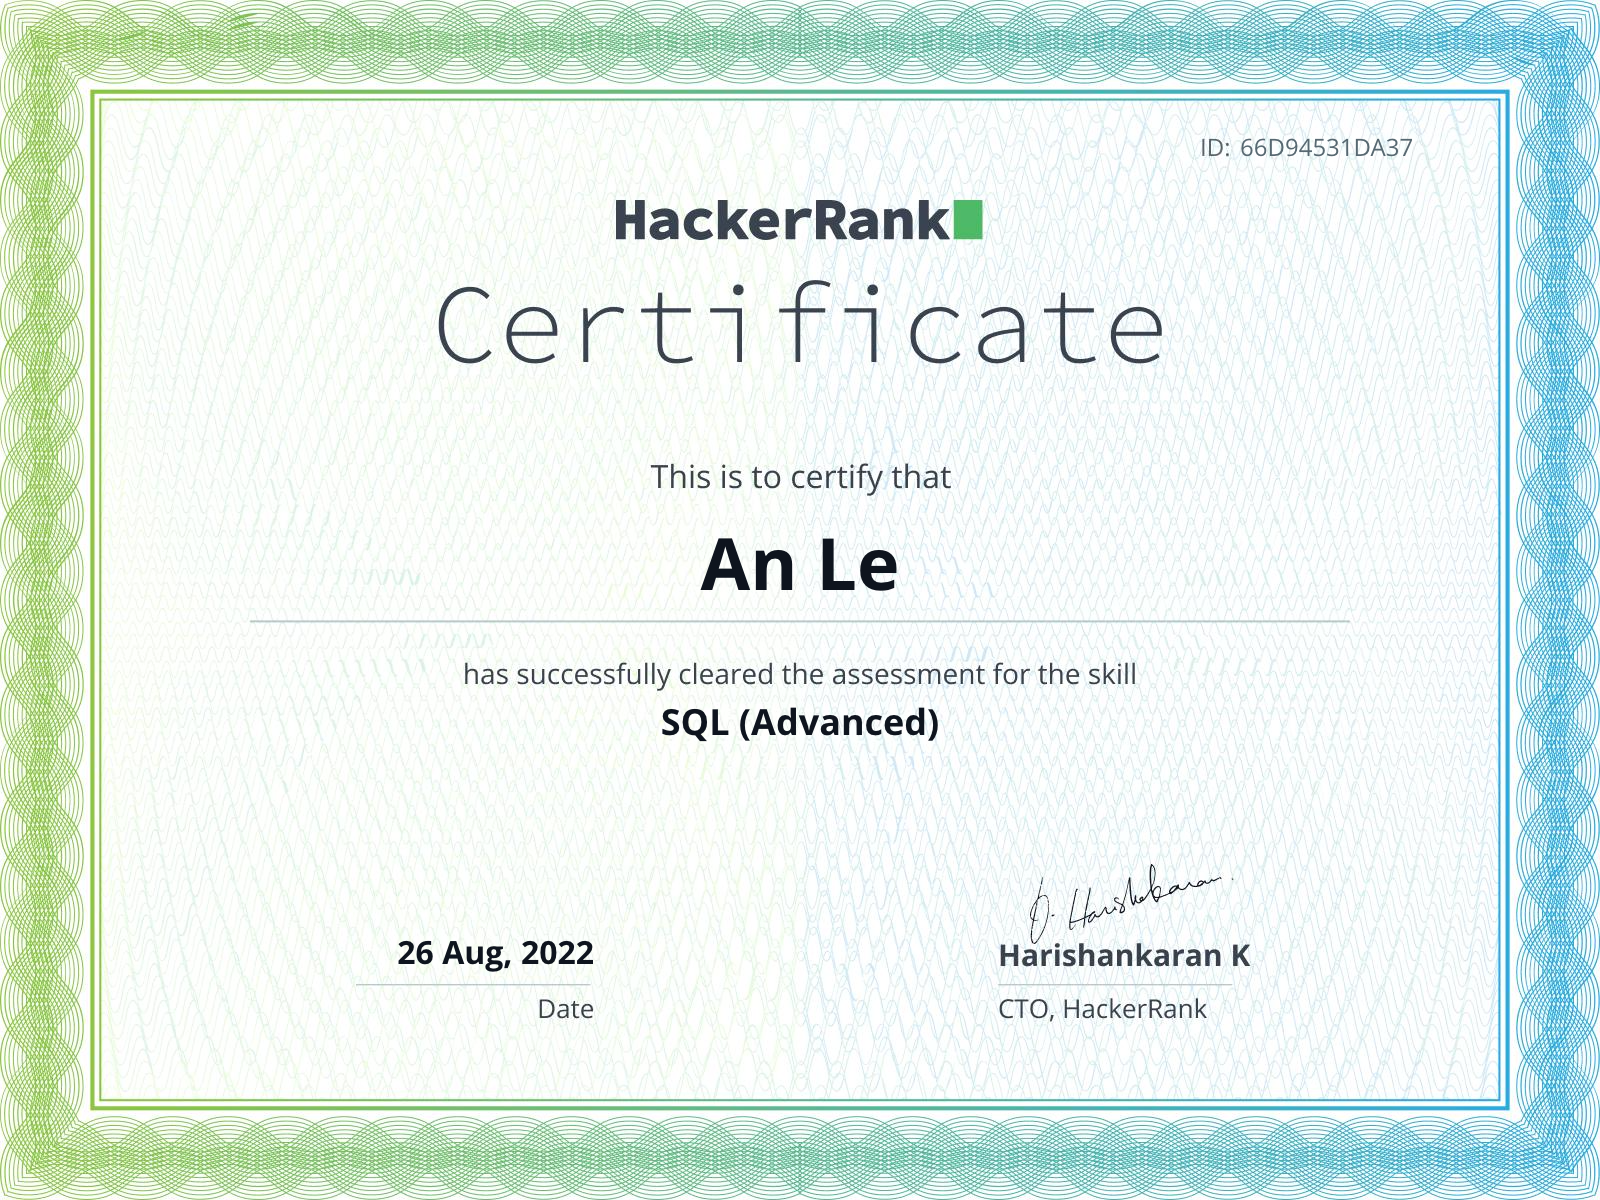 ID: 66D94531DA37
HackerRank
Certificate
This is to certify that
An Le
has successfully cleared the assessment for the skill
SQL (Advanced)
26 Aug, 2022
Date
Harishankaran K
CTO, HackerRank